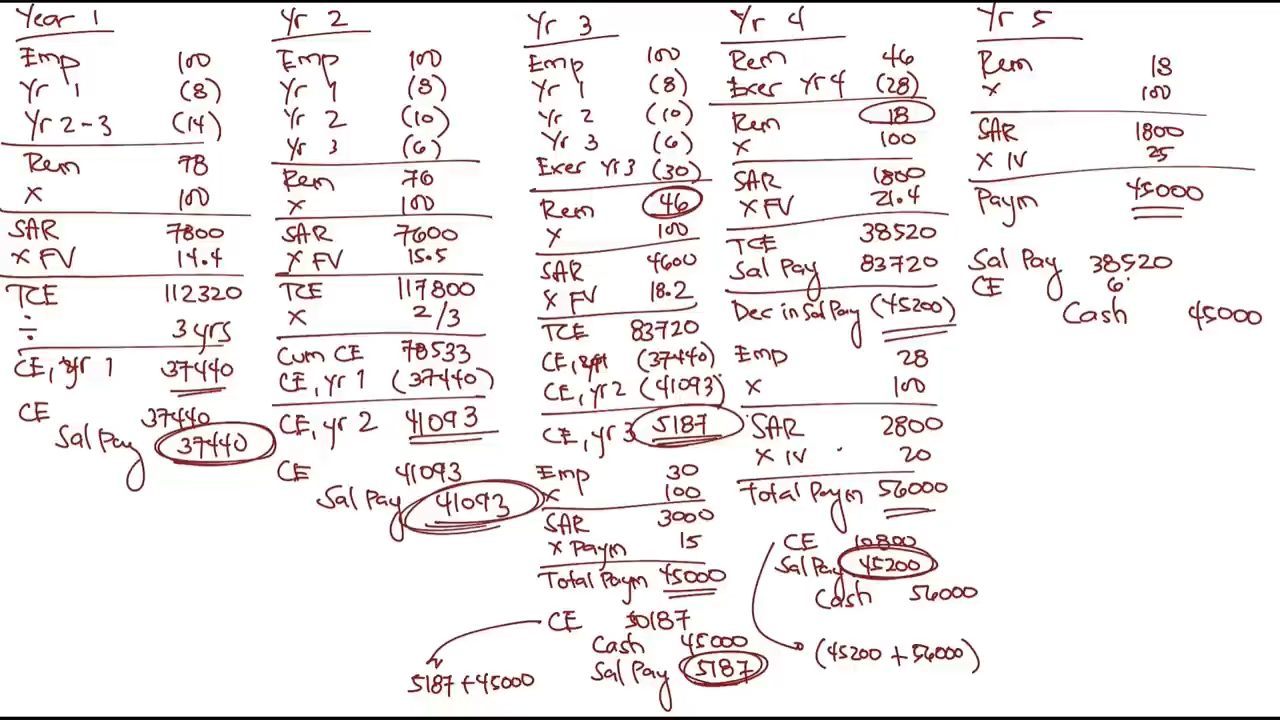 Year 1
Emp 100
Yr 1 (8)
Yr 2-3 (14)
Rem 78
X 100
SAR 7800
X FV 14.4
TCE 112320
÷ 3 yrs
CE, yr 1 37440
CE 37440
Sal Pay 37440
Yr 2
Emp 100
Yr 1 (8)
Yr 2 (10)
Yr 3 (6)
Rem 76
X 100
SAR 7600
X FV 15.5
TCE 117800
X 2/3
Cum CE 78533
CE, yr 1 (37440)
CE, yr 2 41093
CE 41093
Sal Pay 41093
Yr 3
Emp 100
Yr 1 (8)
Yr 2 (10)
Yr 3 (6)
Exer Yr3 (30)
Rem 46
X 100
SAR 4600
X FV 18.2
TCE 83720
CE, (37440)
CE, yr 2 (41093)
CE, yr 3 5187
Emp 30
X 100
SAR 3000
X Paym 15
Total Paym 45000
CE 50187
Cash 45000
Sal Pay 5187
5187 + 45000
Yr 4
Rem 46
Exer Yr 4 (28)
Rem 18
X 100
SAR 1800
X FV 21.4
TCE 38520
Sal Pay 83720
Dec in Sal Pay (45200)
Emp 28
X 100
SAR 2800
X IV 20
Total Paym 56000
CE 10800
Sal Pay 45200
Cash 56000
(45200 + 56000)
Yr 5
Rem 18
X 100
SAR 1800
X IV 25
Paym 45000
Sal Pay 38520
CE 6
Cash 45000